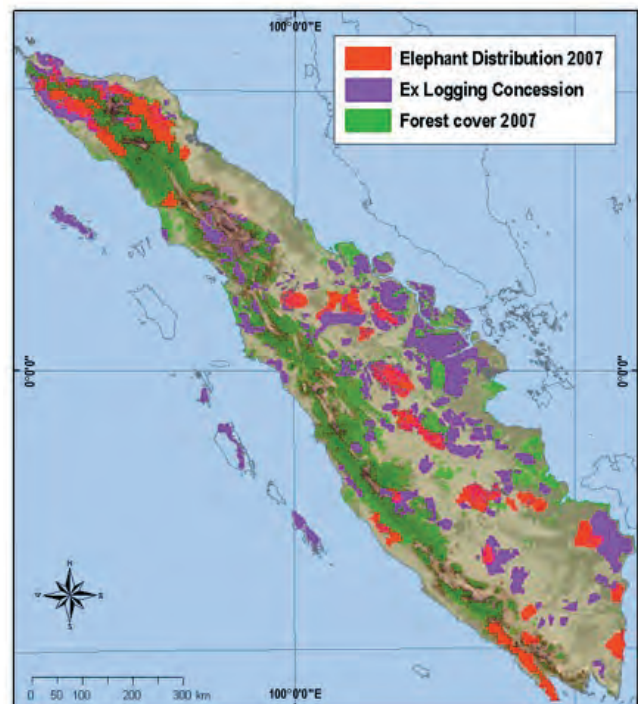 100°0'0"E
Elephant Distribution 2007
Ex Logging Concession
Forest cover 2007
0°0'0"
0°0'0"
N
W
S
0 50 100 200 300 km
100°0'0"E